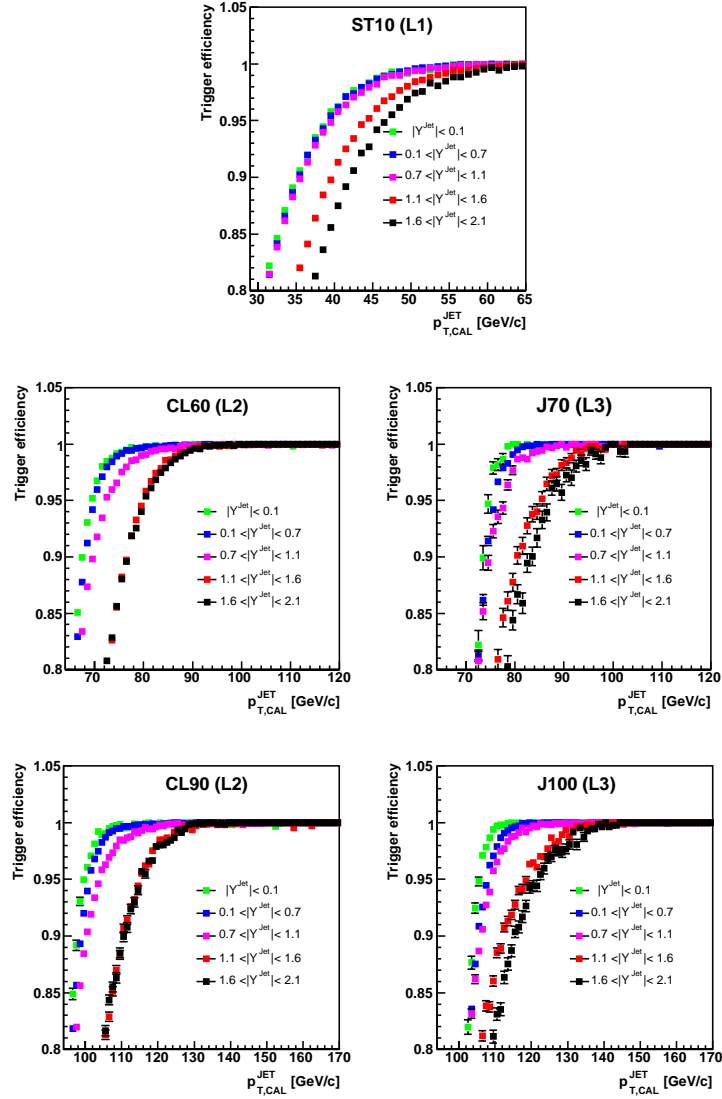 ST10 (L1)
Trigger efficiency
1.05
1
0.95
0.9
0.85
0.8
|Y^Jet|< 0.1
0.1 <|Y^Jet|< 0.7
0.7 <|Y^Jet|< 1.1
1.1 <|Y^Jet|< 1.6
1.6 <|Y^Jet|< 2.1
30 35 40 45 50 55 60 65
p_T,CAL^JET [GeV/c]
CL60 (L2)
Trigger efficiency
1.05
1
0.95
0.9
0.85
0.8
|Y^Jet|< 0.1
0.1 <|Y^Jet|< 0.7
0.7 <|Y^Jet|< 1.1
1.1 <|Y^Jet|< 1.6
1.6 <|Y^Jet|< 2.1
70 80 90 100 110 120
p_T,CAL^JET [GeV/c]
J70 (L3)
Trigger efficiency
1.05
1
0.95
0.9
0.85
0.8
|Y^Jet|< 0.1
0.1 <|Y^Jet|< 0.7
0.7 <|Y^Jet|< 1.1
1.1 <|Y^Jet|< 1.6
1.6 <|Y^Jet|< 2.1
70 80 90 100 110 120
p_T,CAL^JET [GeV/c]
CL90 (L2)
Trigger efficiency
1.05
1
0.95
0.9
0.85
0.8
|Y^Jet|< 0.1
0.1 <|Y^Jet|< 0.7
0.7 <|Y^Jet|< 1.1
1.1 <|Y^Jet|< 1.6
1.6 <|Y^Jet|< 2.1
100 110 120 130 140 150 160 170
p_T,CAL^JET [GeV/c]
J100 (L3)
Trigger efficiency
1.05
1
0.95
0.9
0.85
0.8
|Y^Jet|< 0.1
0.1 <|Y^Jet|< 0.7
0.7 <|Y^Jet|< 1.1
1.1 <|Y^Jet|< 1.6
1.6 <|Y^Jet|< 2.1
100 110 120 130 140 150 160 170
p_T,CAL^JET [GeV/c]